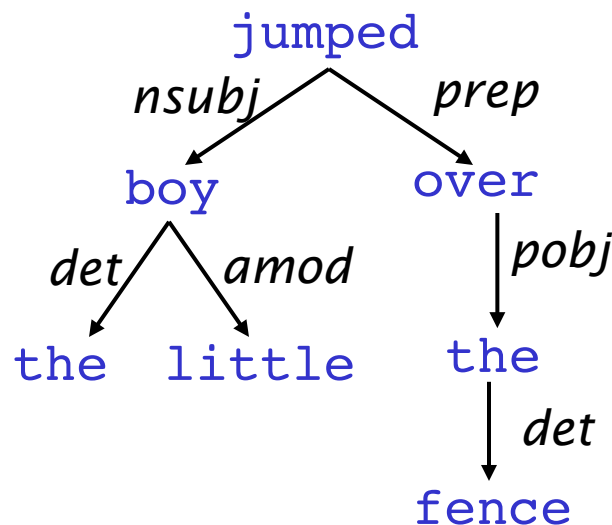 jumped
nsubj prep
boy over
det amod pobj
the little the
det
fence